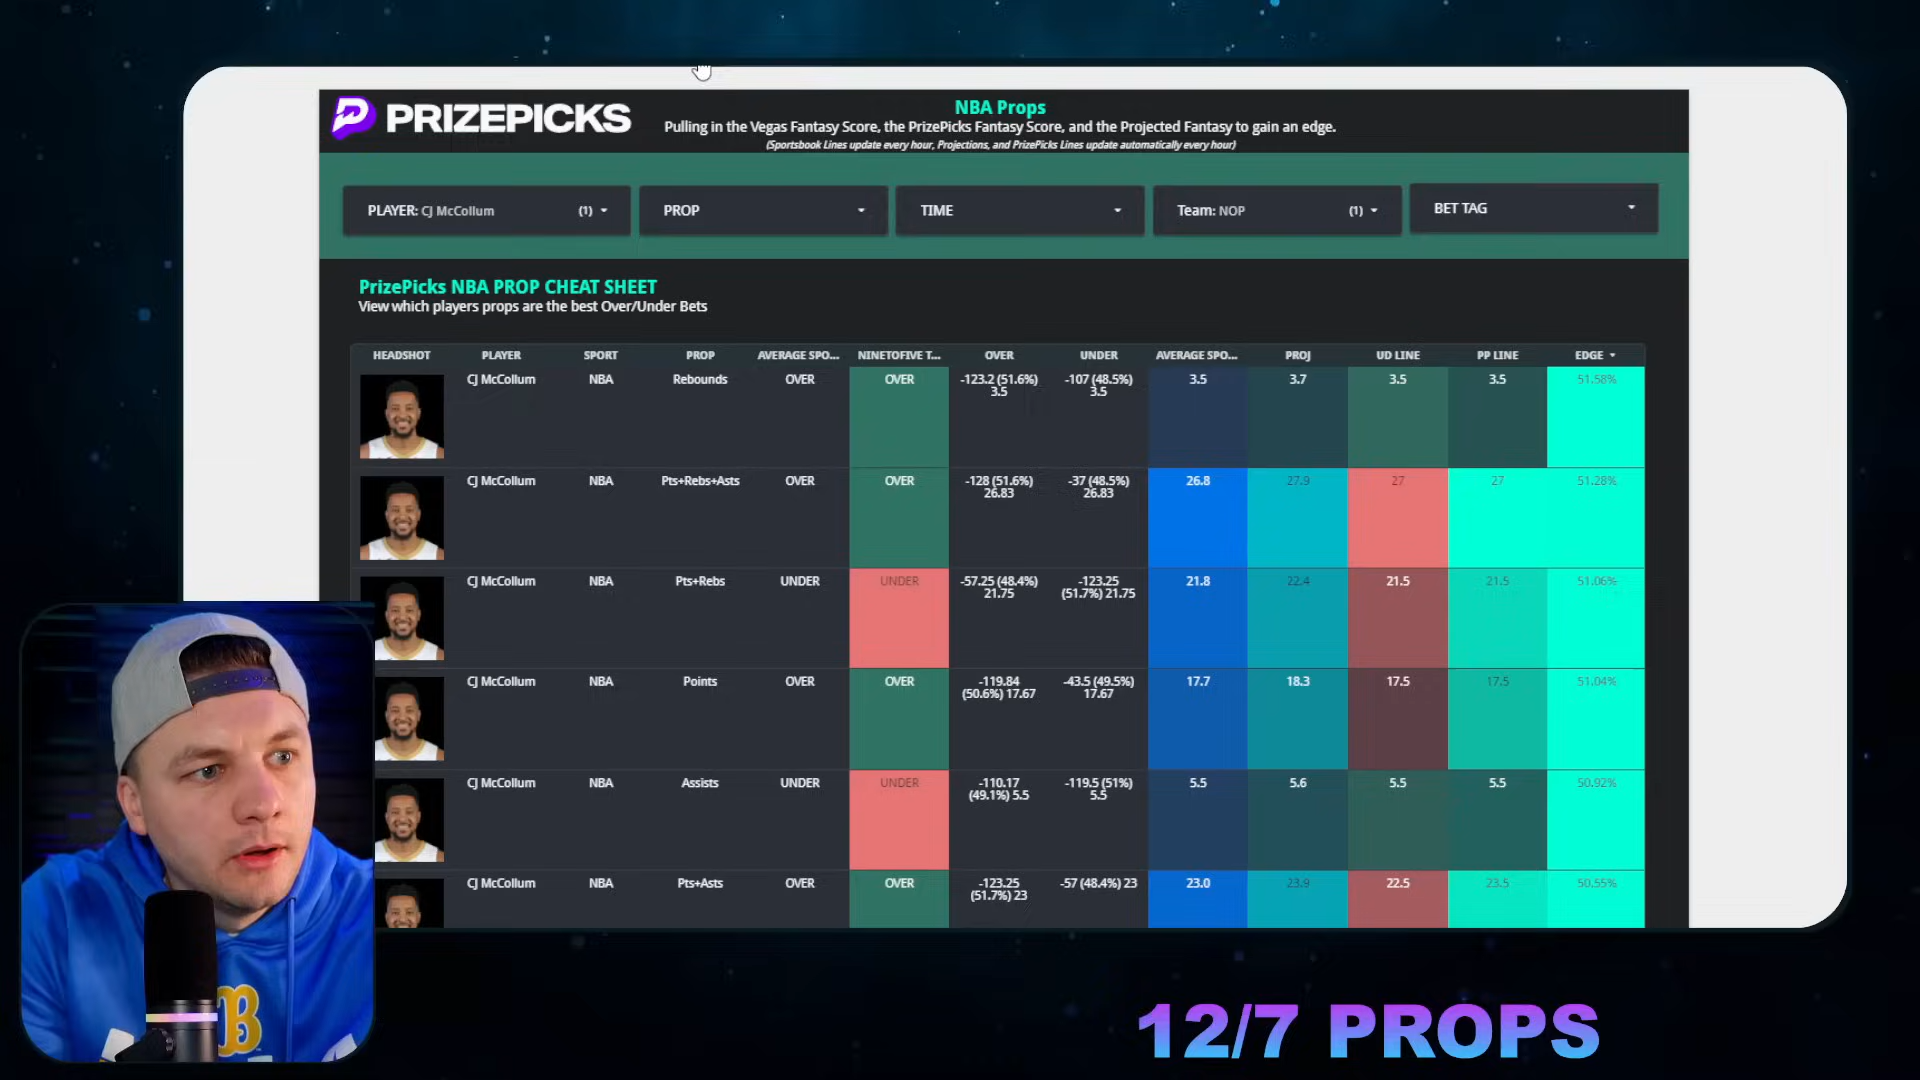 PRIZEPICKS
NBA Props
Pulling in the Vegas Fantasy Score, the PrizePicks Fantasy Score, and the Projected Fantasy to gain an edge.
(Sportsbook Lines update every hour, Projections, and PrizePicks Lines update automatically every hour)
PLAYER: CJ McCollum (1) PROP TIME Team: NOP (1) BET TAG
PrizePicks NBA PROP CHEAT SHEET
View which players props are the best Over/Under Bets
HEADSHOT PLAYER SPORT PROP AVERAGE SPO... NINETOFIVE T... OVER UNDER AVERAGE SPO... PROJ UD LINE PP LINE EDGE
CJ McCollum NBA Rebounds OVER OVER -123.2 (51.6%) -107 (48.5%) 3.5 3.7 3.5 3.5 51.58%
3.5 3.5
CJ McCollum NBA Pts+Rebs+Asts OVER OVER -128 (51.6%) -37 (48.5%) 26.8 27.9 27 27 51.28%
26.83 26.83
CJ McCollum NBA Pts+Rebs UNDER UNDER -57.25 (48.4%) -123.25 21.8 22.4 21.5 21.5 51.06%
21.75 (51.7%) 21.75
CJ McCollum NBA Points OVER OVER -119.84 -43.5 (49.5%) 17.7 18.3 17.5 17.5 51.04%
(50.6%) 17.67 17.67
CJ McCollum NBA Assists UNDER UNDER -110.17 -119.5 (51%) 5.5 5.6 5.5 5.5 50.92%
(49.1%) 5.5 5.5
CJ McCollum NBA Pts+Asts OVER OVER -123.25 -57 (48.4%) 23 23.0 23.9 22.5 23.5 50.55%
(51.7%) 23
12/7 PROPS